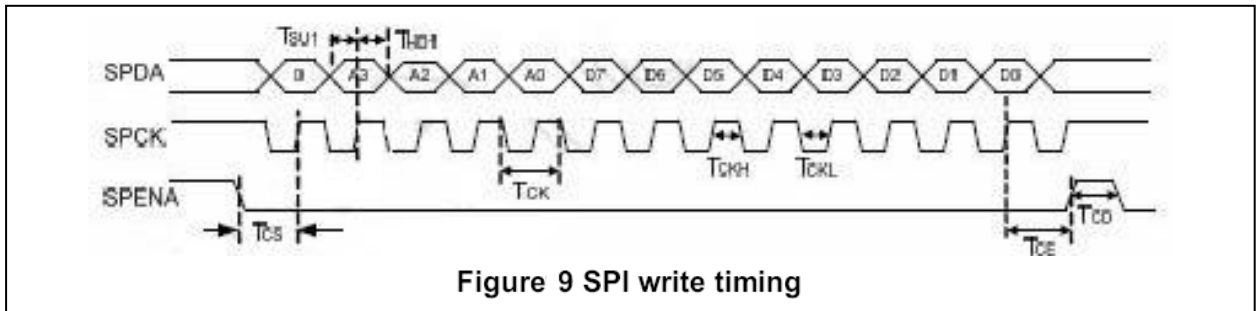 TSU1 THD1
SPDA 0 A3 A2 A1 A0 D7 D6 D5 D4 D3 D2 D1 D0
SPCK
TCKH TCKL
TCK
SPENA
TCS TCE TCD
Figure 9 SPI write timing